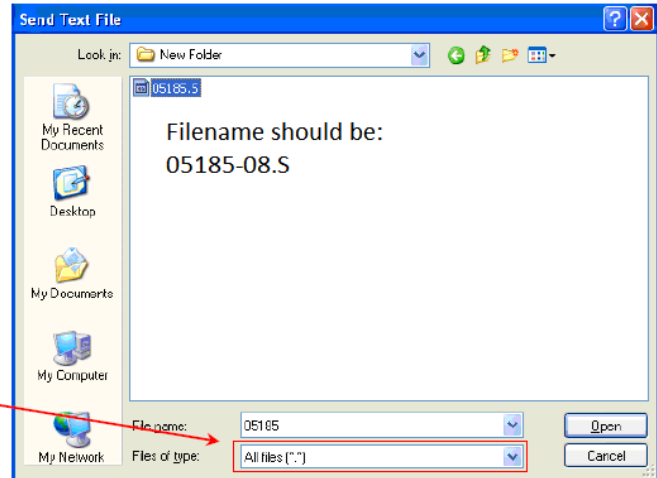 Send Text File
Look in:
New Folder
05185.S
Filename should be:
05185-08.S
My Recent
Documents
Desktop
My Documents
My Computer
My Network
File name:
05185
Open
Files of type:
All files (*.*)
Cancel